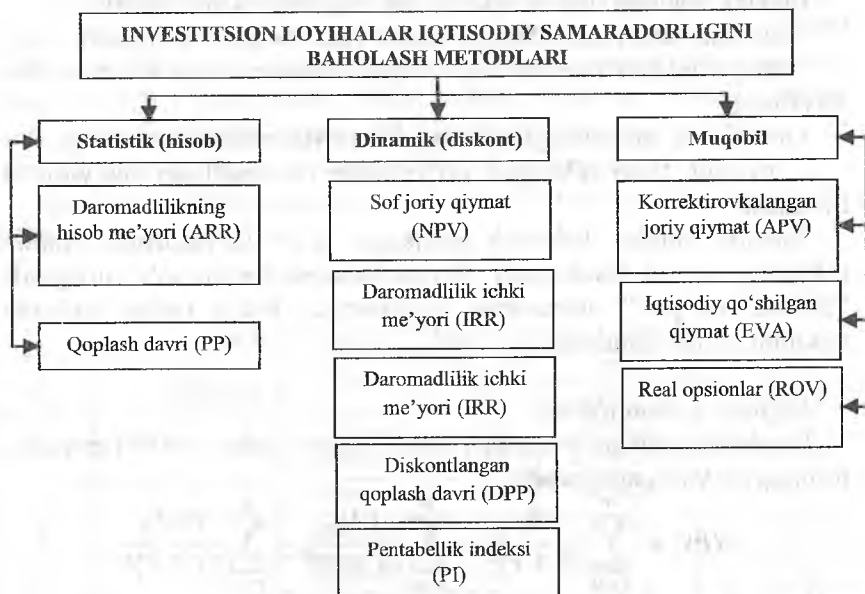 INVESTITSION LOYIHALAR IQTISODIY SAMARADORLIGINI
BAHOLASH METODLARI
Statistik (hisob)
Daromadlilikning
hisob me'yori (ARR)
Qoplash davri (PP)
Dinamik (diskont)
Sof joriy qiymat
(NPV)
Daromadlilik ichki
me'yori (IRR)
Daromadlilik ichki
me'yori (IRR)
Diskontlangan
qoplash davri (DPP)
Pentabellik indeksi
(PI)
Muqobil
Korrektirovkalangan
joriy qiymat (APV)
Iqtisodiy qo‘shilgan
qiymat (EVA)
Real opsionlar (ROV)